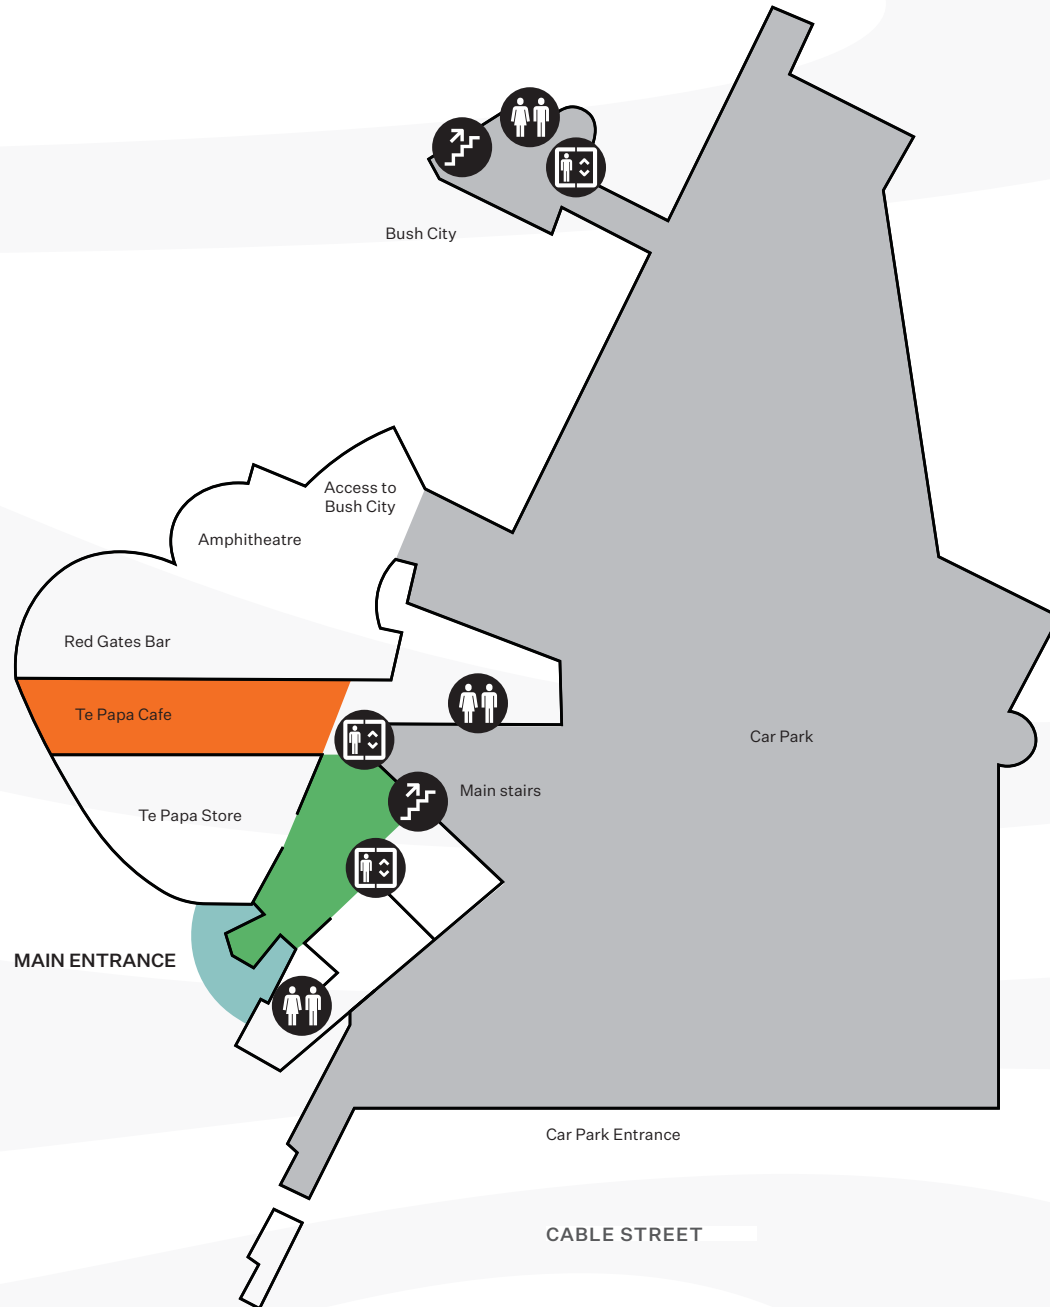 Bush City
Access to
Bush City
Amphitheatre
Red Gates Bar
Te Papa Cafe
Car Park
Main stairs
Te Papa Store
MAIN ENTRANCE
Car Park Entrance
CABLE STREET